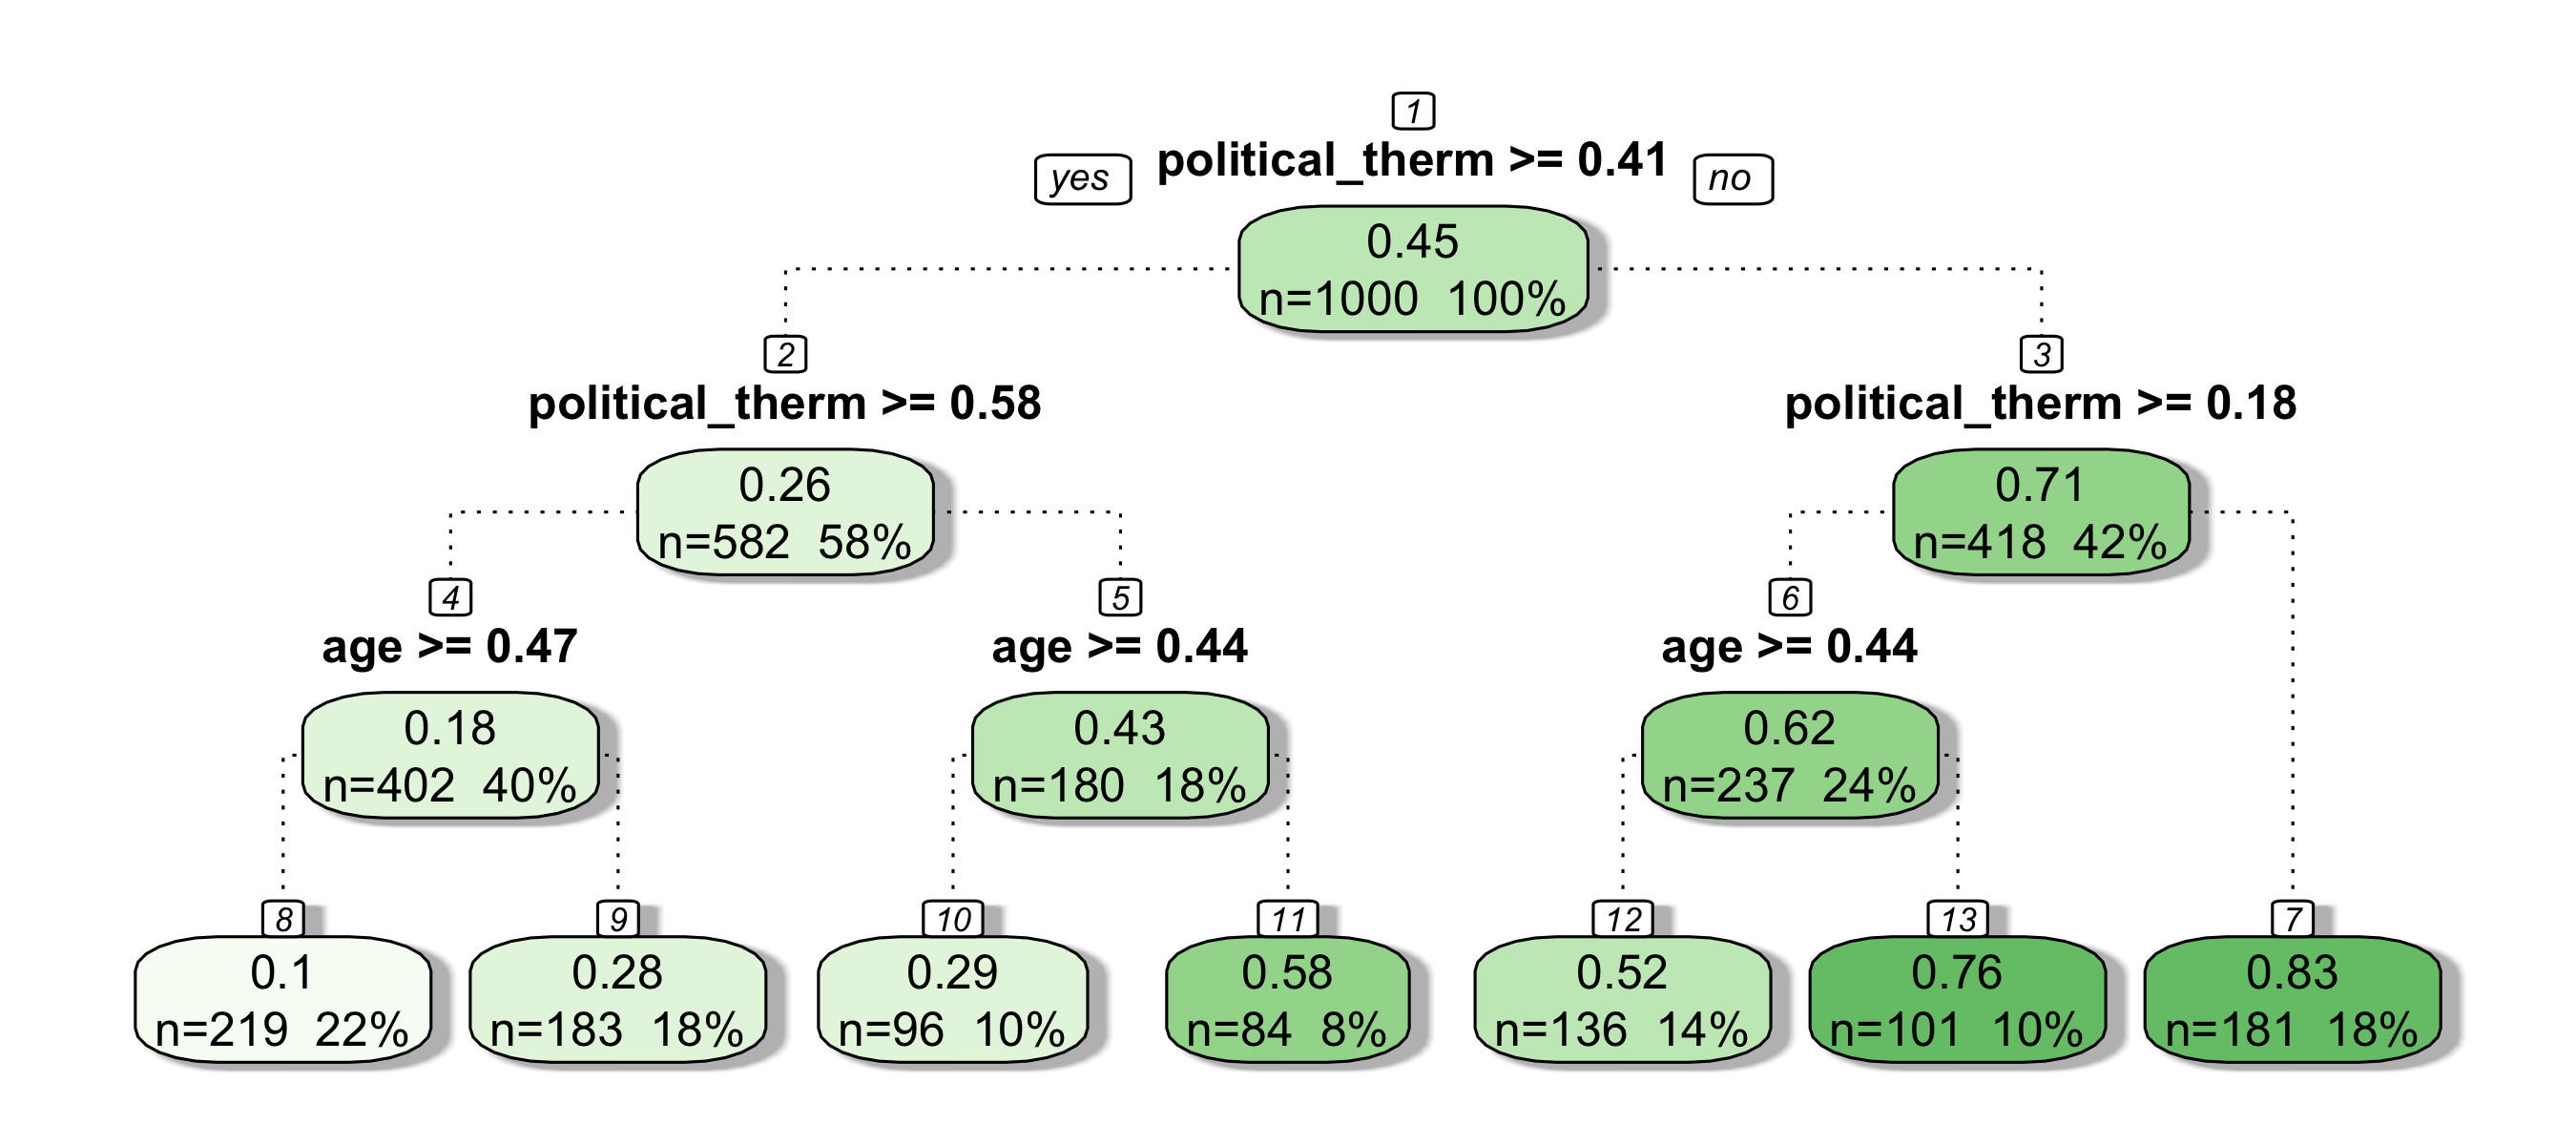 1
yes political_therm >= 0.41 no
0.45
n=1000 100%
2
political_therm >= 0.58
0.26
n=582 58%
3
political_therm >= 0.18
0.71
n=418 42%
4
age >= 0.47
0.18
n=402 40%
5
age >= 0.44
0.43
n=180 18%
6
age >= 0.44
0.62
n=237 24%
8
0.1
n=219 22%
9
0.28
n=183 18%
10
0.29
n=96 10%
11
0.58
n=84 8%
12
0.52
n=136 14%
13
0.76
n=101 10%
7
0.83
n=181 18%